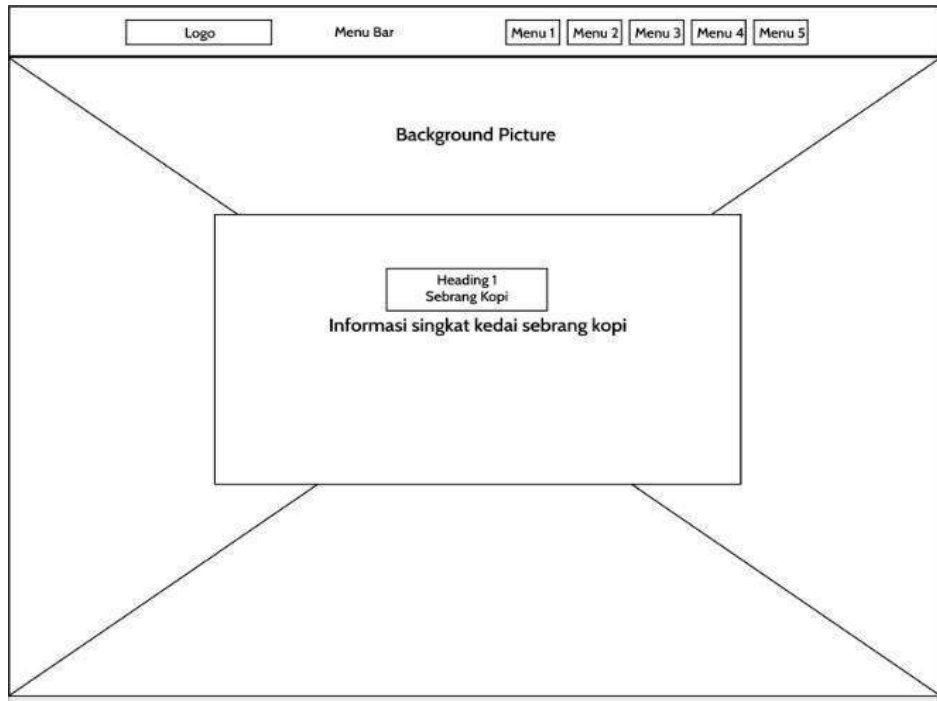 Logo
Menu Bar
Menu 1
Menu 2
Menu 3
Menu 4
Menu 5
Background Picture
Heading 1
Sebrang Kopi
Informasi singkat kedai sebrang kopi